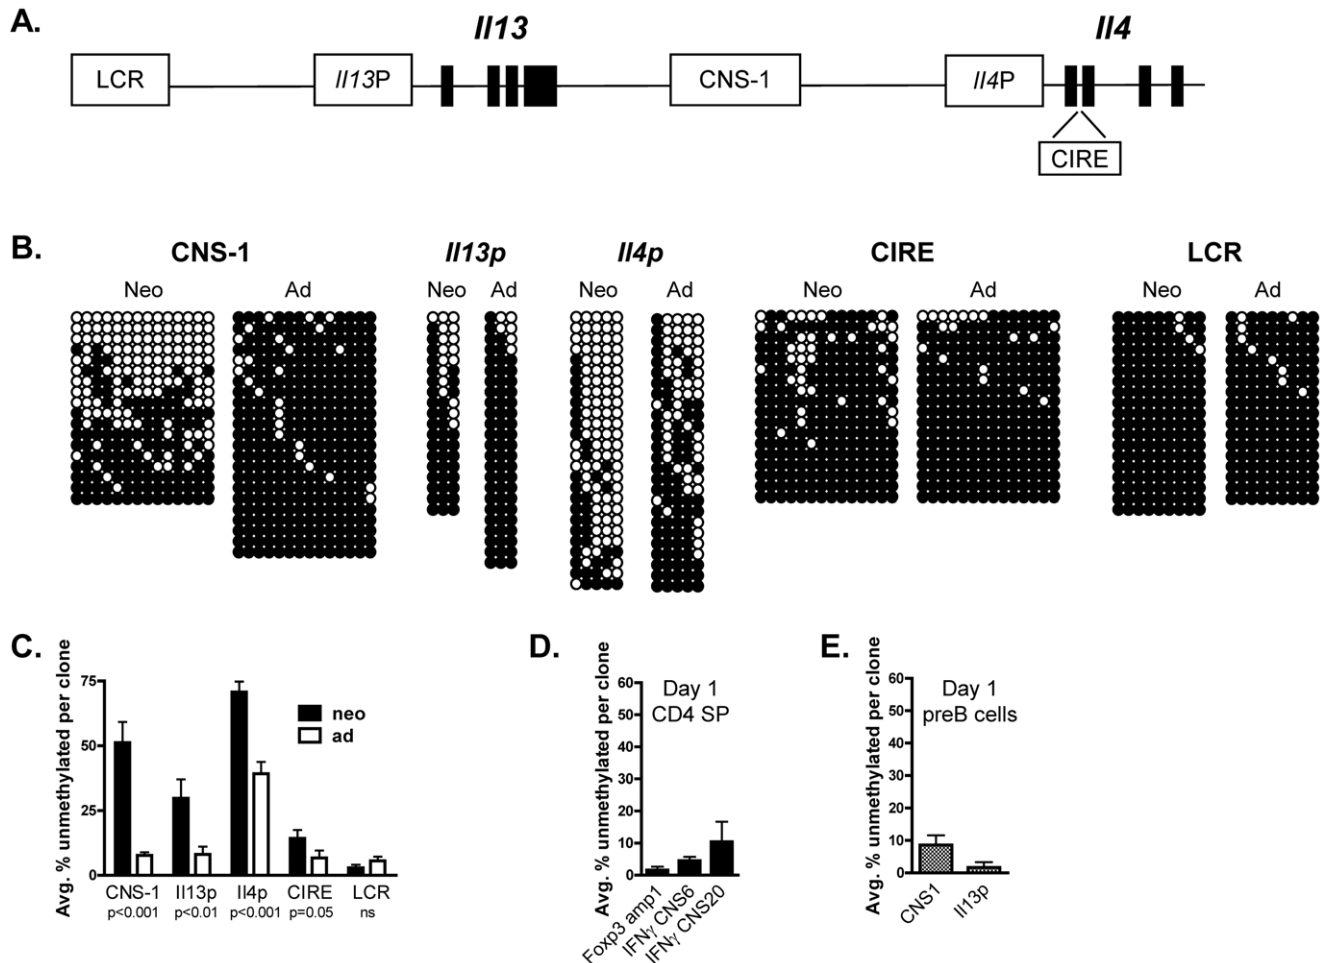 A.
Il13
Il4
LCR
Il13P
CNS-1
Il4P
CIRE
B.
CNS-1
Il13p
Il4p
CIRE
LCR
Neo
Ad
Neo
Ad
Neo
Ad
Neo
Ad
Neo
Ad
C.
Avg. % unmethylated per clone
75
50
25
0
neo
ad
CNS-1
Il13p
Il4p
CIRE
LCR
p<0.001
p<0.01
p<0.001
p=0.05
ns
D.
Avg. % unmethylated per clone
60
50
40
30
20
10
0
Day 1
CD4 SP
Foxp3 amp1
IFNγ CNS6
IFNγ CNS20
E.
Avg. % unmethylated per clone
60
50
40
30
20
10
0
Day 1
preB cells
CNS1
Il13p